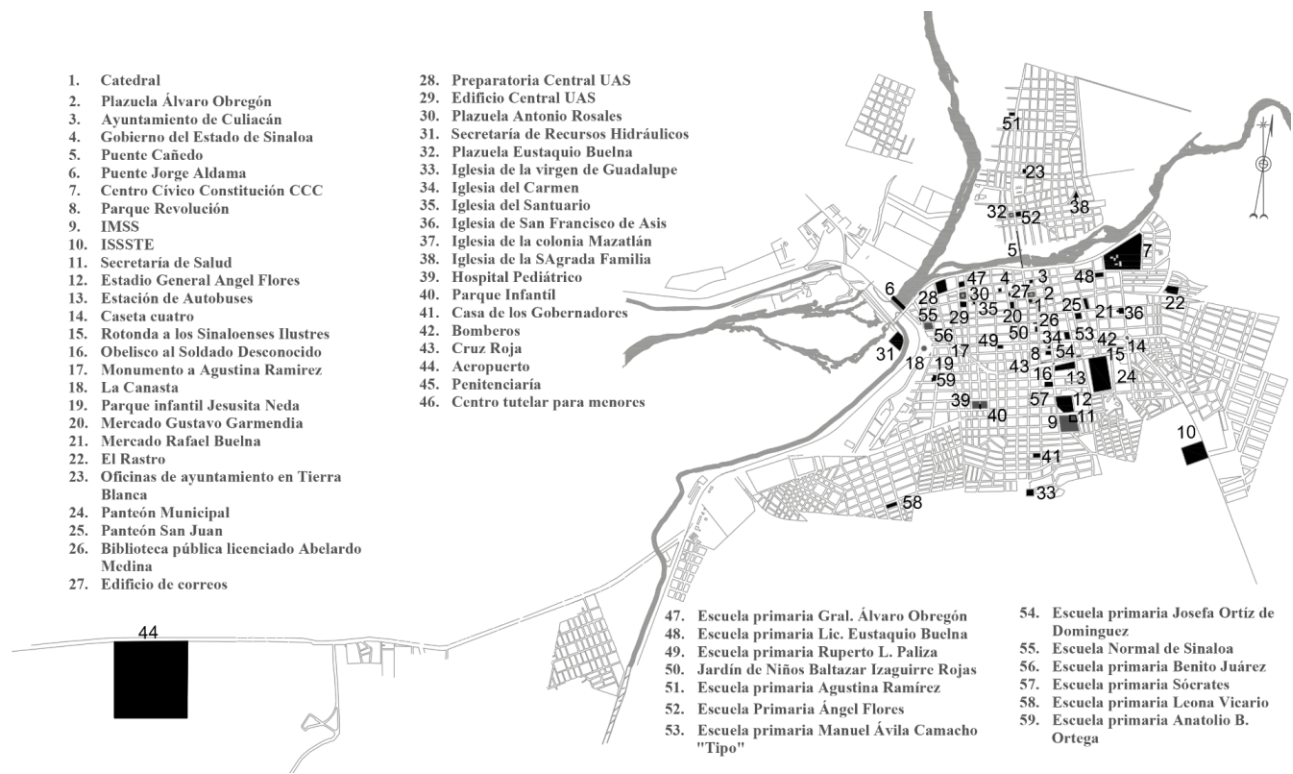 1. Catedral
2. Plazuela Álvaro Obregón
3. Ayuntamiento de Culiacán
4. Gobierno del Estado de Sinaloa
5. Puente Cañedo
6. Puente Jorge Aldama
7. Centro Cívico Constitución CCC
8. Parque Revolución
9. IMSS
10. ISSSTE
11. Secretaría de Salud
12. Estadio General Angel Flores
13. Estación de Autobuses
14. Caseta cuatro
15. Rotonda a los Sinaloenses Ilustres
16. Obelisco al Soldado Desconocido
17. Monumento a Agustina Ramirez
18. La Canasta
19. Parque infantil Jesusita Neda
20. Mercado Gustavo Garmendia
21. Mercado Rafael Buelna
22. El Rastro
23. Oficinas de ayuntamiento en Tierra
Blanca
24. Panteón Municipal
25. Panteón San Juan
26. Biblioteca pública licenciado Abelardo
Medina
27. Edificio de correos
28. Preparatoria Central UAS
29. Edificio Central UAS
30. Plazuela Antonio Rosales
31. Secretaría de Recursos Hidráulicos
32. Plazuela Eustaquio Buelna
33. Iglesia de la virgen de Guadalupe
34. Iglesia del Carmen
35. Iglesia del Santuario
36. Iglesia de San Francisco de Asis
37. Iglesia de la colonia Mazatlán
38. Iglesia de la SAgrada Familia
39. Hospital Pediátrico
40. Parque Infantíl
41. Casa de los Gobernadores
42. Bomberos
43. Cruz Roja
44. Aeropuerto
45. Penitenciaría
46. Centro tutelar para menores
51
23
32 52
38
5
7
6
47 4 3
48
28 30 27 2
22
1
55 29 35 20 25 21 36
50 26 53
56
31 17 49 34 42 14
18 19 8 54 15
43
59 16 13 24
39 57 12
40 9 11
10
41
33
58
44
47. Escuela primaria Gral. Álvaro Obregón
48. Escuela primaria Lic. Eustaquio Buelna
49. Escuela primaria Ruperto L. Paliza
50. Jardín de Niños Baltazar Izaguirre Rojas
51. Escuela primaria Agustina Ramírez
52. Escuela Primaria Ángel Flores
53. Escuela primaria Manuel Ávila Camacho
"Tipo"
54. Escuela primaria Josefa Ortíz de
Dominguez
55. Escuela Normal de Sinaloa
56. Escuela primaria Benito Juárez
57. Escuela primaria Sócrates
58. Escuela primaria Leona Vicario
59. Escuela primaria Anatolio B.
Ortega